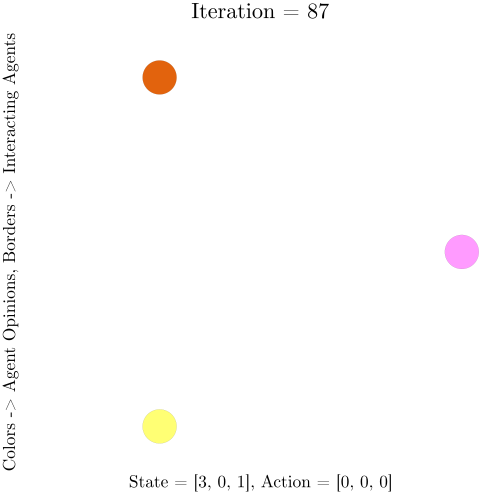 Iteration = 87
Colors -> Agent Opinions, Borders -> Interacting Agents
State = [3, 0, 1], Action = [0, 0, 0]